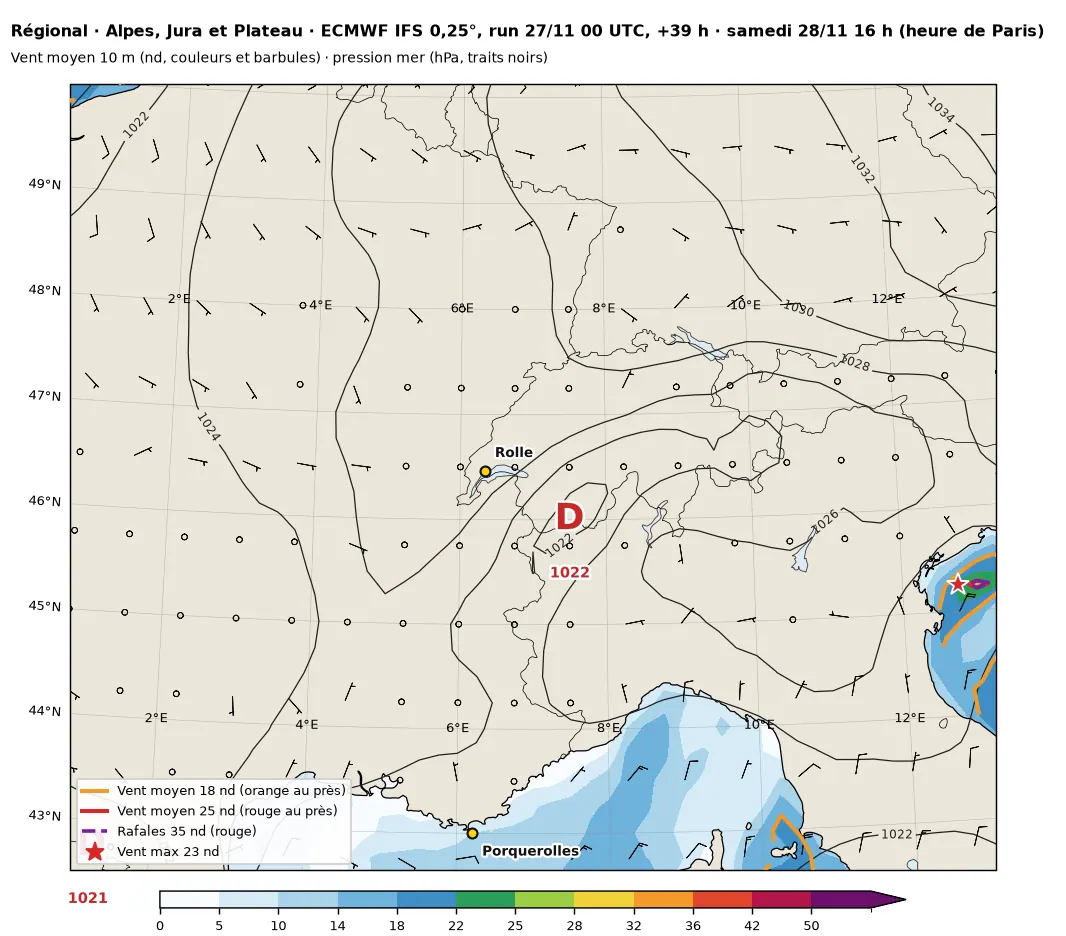 Régional · Alpes, Jura et Plateau · ECMWF IFS 0,25°, run 27/11 00 UTC, +39 h · samedi 28/11 16 h (heure de Paris)
Vent moyen 10 m (nd, couleurs et barbules) · pression mer (hPa, traits noirs)
1022
1034
1032
49°N
48°N
2°E
4°E
6°E
8°E
10°E
12°E
1030
1028
47°N
1024
Rolle
46°N
D
1022
1022
1026
45°N
44°N
2°E
4°E
6°E
8°E
10°E
12°E
43°N
Vent moyen 18 nd (orange au près)
Vent moyen 25 nd (rouge au près)
Rafales 35 nd (rouge)
Vent max 23 nd
Porquerolles
1022
1021
0 5 10 14 18 22 25 28 32 36 42 50